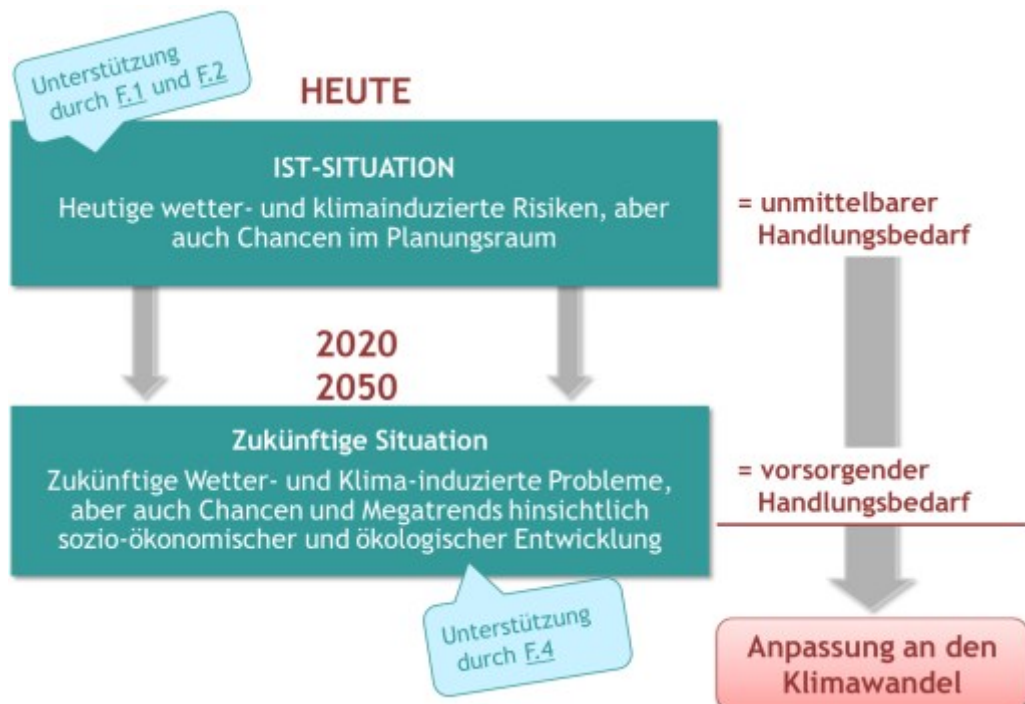 Unterstützung
durch F.1 und F.2
HEUTE
IST-SITUATION
Heutige wetter- und klimainduzierte Risiken, aber
auch Chancen im Planungsraum
= unmittelbarer
Handlungsbedarf
2020
2050
Zukünftige Situation
Zukünftige Wetter- und Klima-induzierte Probleme,
aber auch Chancen und Megatrends hinsichtlich
sozio-ökonomischer und ökologischer Entwicklung
= vorsorgender
Handlungsbedarf
Unterstützung
durch F.4
Anpassung an den
Klimawandel